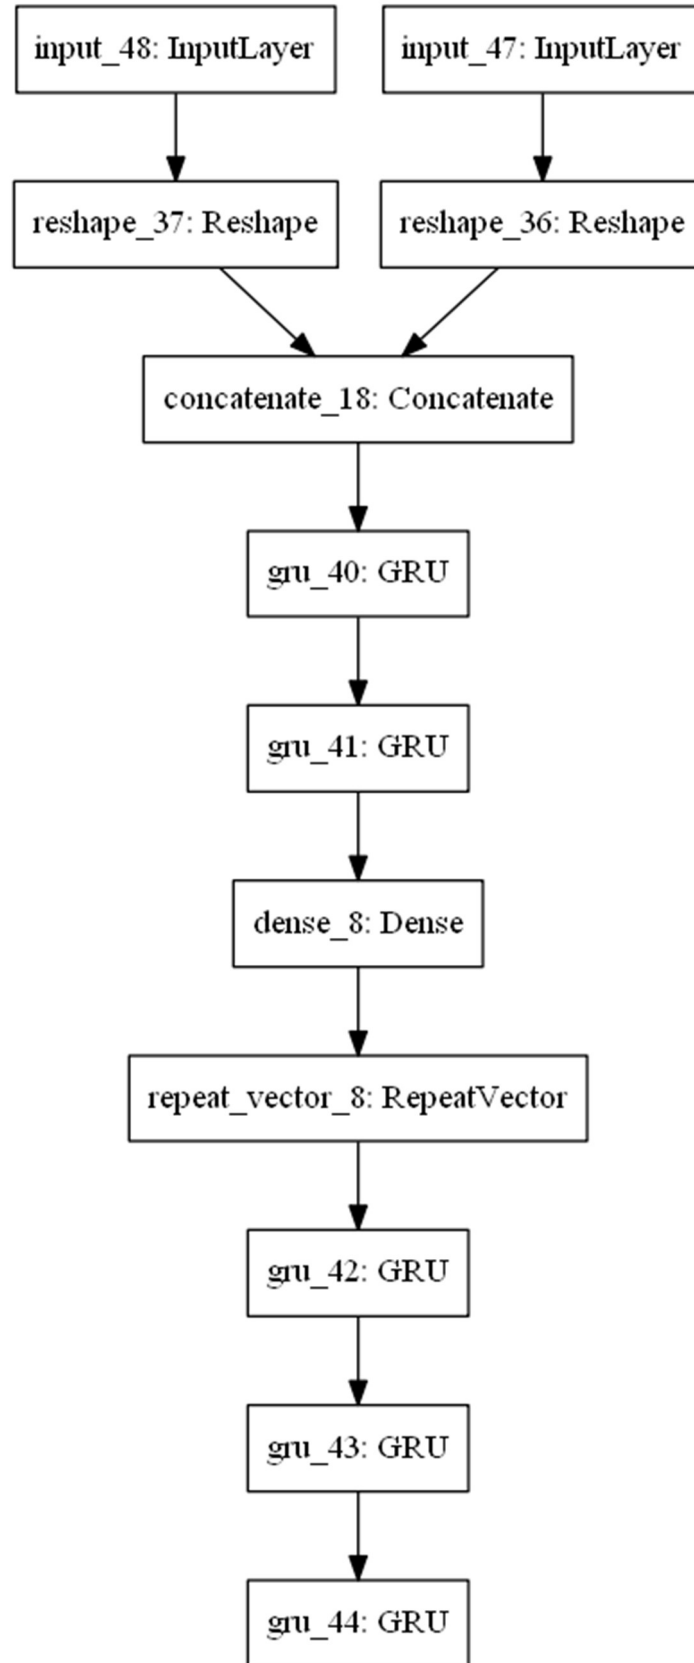 input_48: InputLayer
input_47: InputLayer
reshape_37: Reshape
reshape_36: Reshape
concatenate_18: Concatenate
gru_40: GRU
gru_41: GRU
dense_8: Dense
repeat_vector_8: RepeatVector
gru_42: GRU
gru_43: GRU
gru_44: GRU